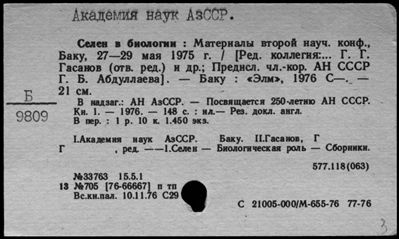 Академия наук АзССР.
Селен в биологии : Материалы второй науч. конф.,
Баку, 27—29 мая 1975 г. / [Ред. коллегия:... Г. Г.
Гасанов (отв. ред.) и др.; Предисл. чл.-кор. АН СССР
Г. Б. Абдуллаева]. — Баку : «Элм», 1976 С—. —
21 см.
Б
9809
В надзаг.: АН АзССР. — Посвящается 250-летию АН СССР.
Кн. 1. — 1976. — 148 с. : ил.— Рез. докл. англ.
В пер. : 1 р. 10 к. 1.450 экз.
I.Академия наук АзССР. Баку. II.Гасанов, Г
Г , ред. —— 1.Селен — Биологическая роль — Сборники.
577.118(063)
№33763 15.5.1
13 №705 [76-66667] п тп
Вс.кн.пал. 10.11.76 С29
С 21005-000/М-655-76 77-76
3